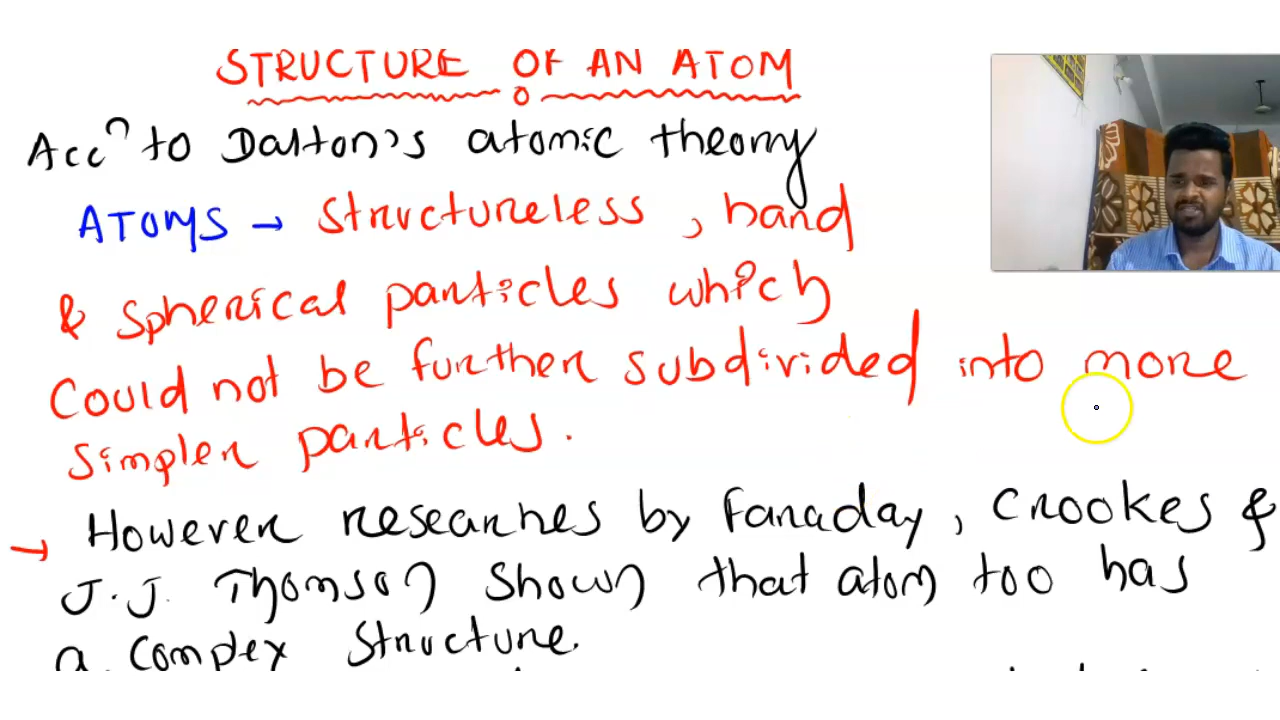 STRUCTURE OF AN ATOM
Accn to Dalton's atomic theory
ATOMS → structureless, hard
& spherical particles which
could not be further subdivided into more
simpler particles.
→ However researhes by Faraday, Crookes &
J.J. Thomson shown that atom too has
a complex structure.